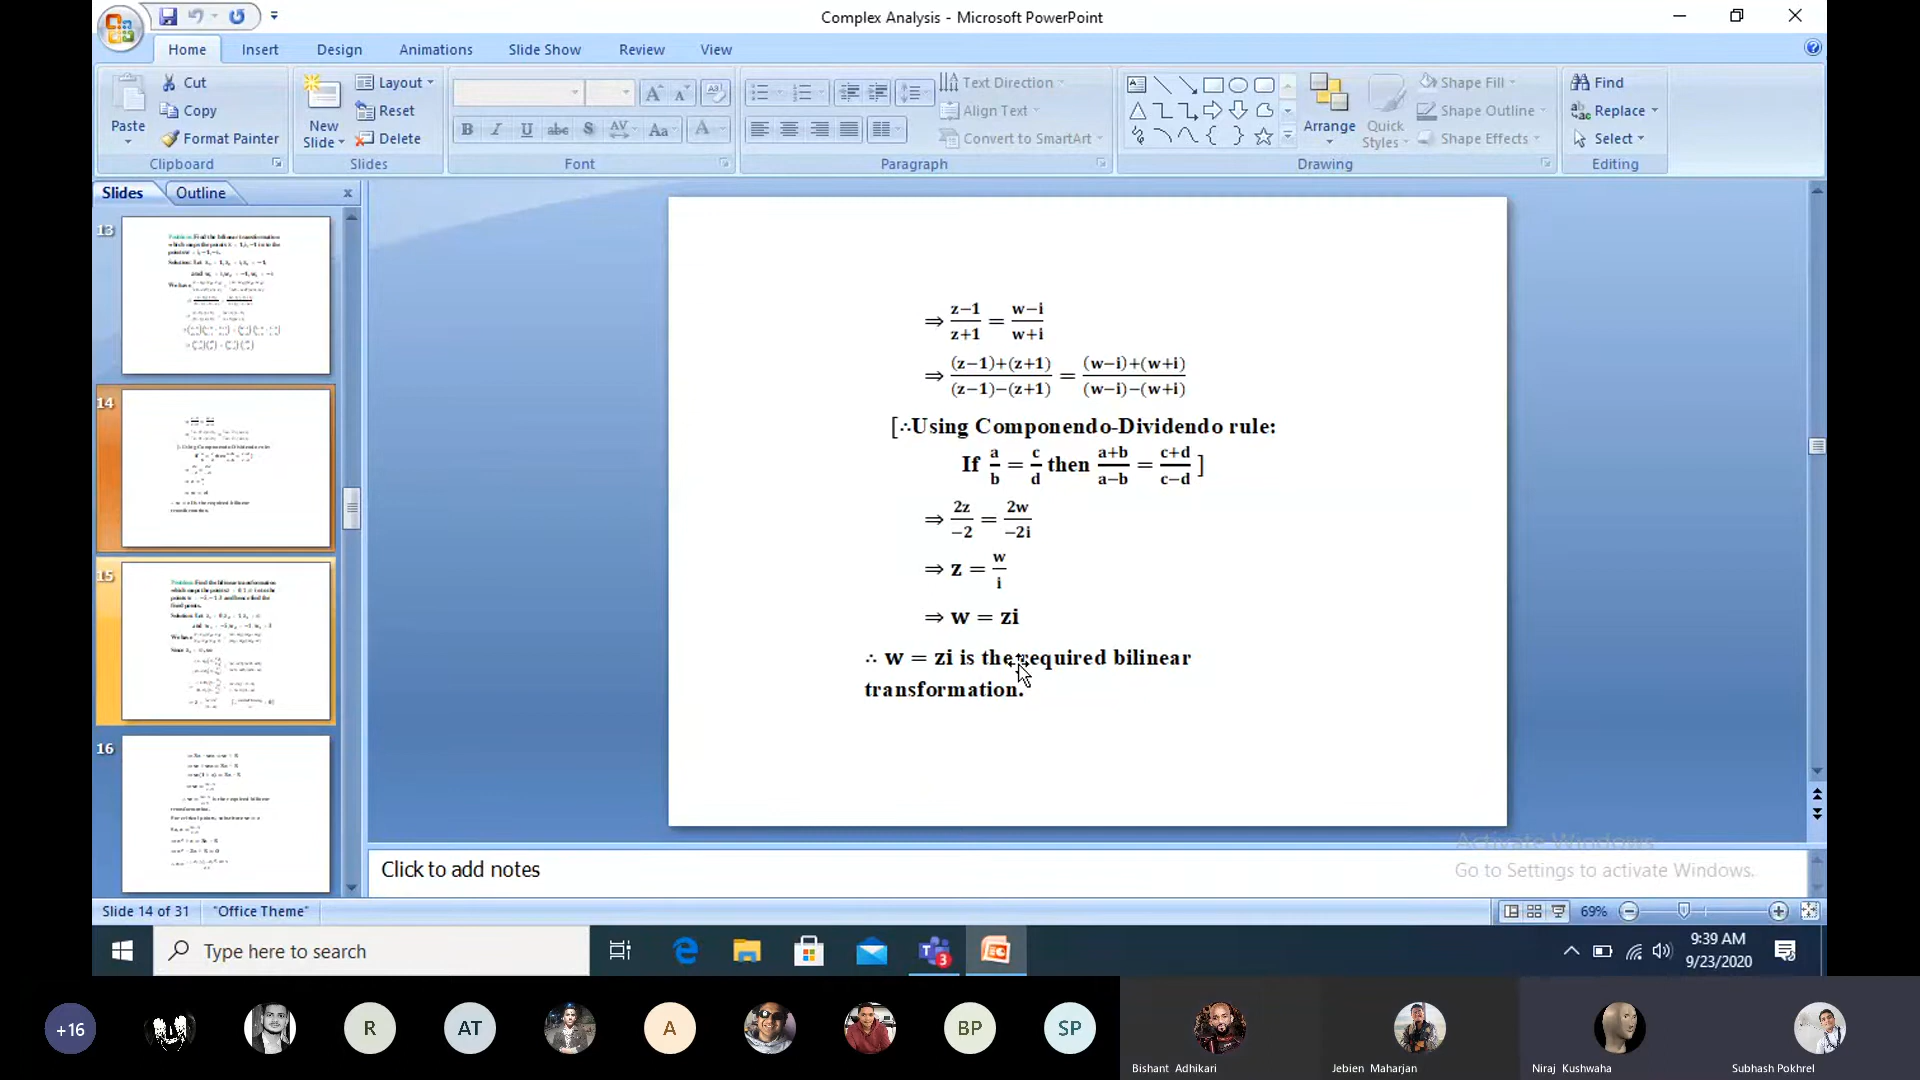 Complex Analysis - Microsoft PowerPoint
Home Insert Design Animations Slide Show Review View
Paste
Cut
Copy
Format Painter
Clipboard
New Slide
Layout
Reset
Delete
Slides
B I U abc S AV Aa A
Font
Text Direction
Align Text
Convert to SmartArt
Paragraph
Arrange
Quick Styles
Shape Fill
Shape Outline
Shape Effects
Drawing
Find
Replace
Select
Editing
Slides Outline
13
14
15
16
⇒ (z−1)/(z+1) = (w−i)/(w+i)
⇒ ((z−1)+(z+1))/((z−1)−(z+1)) = ((w−i)+(w+i))/((w−i)−(w+i))
[∴Using Componendo-Dividendo rule:
If a/b = c/d then (a+b)/(a−b) = (c+d)/(c−d) ]
⇒ 2z/−2 = 2w/−2i
⇒ z = w/i
⇒ w = zi
∴ w = zi is the required bilinear
transformation.
Activate Windows
Go to Settings to activate Windows.
Click to add notes
Slide 14 of 31 "Office Theme" 69%
Type here to search
3
9:39 AM
9/23/2020
+16 R AT A BP SP
Bishant Adhikari Jebien Maharjan Niraj Kushwaha Subhash Pokhrel